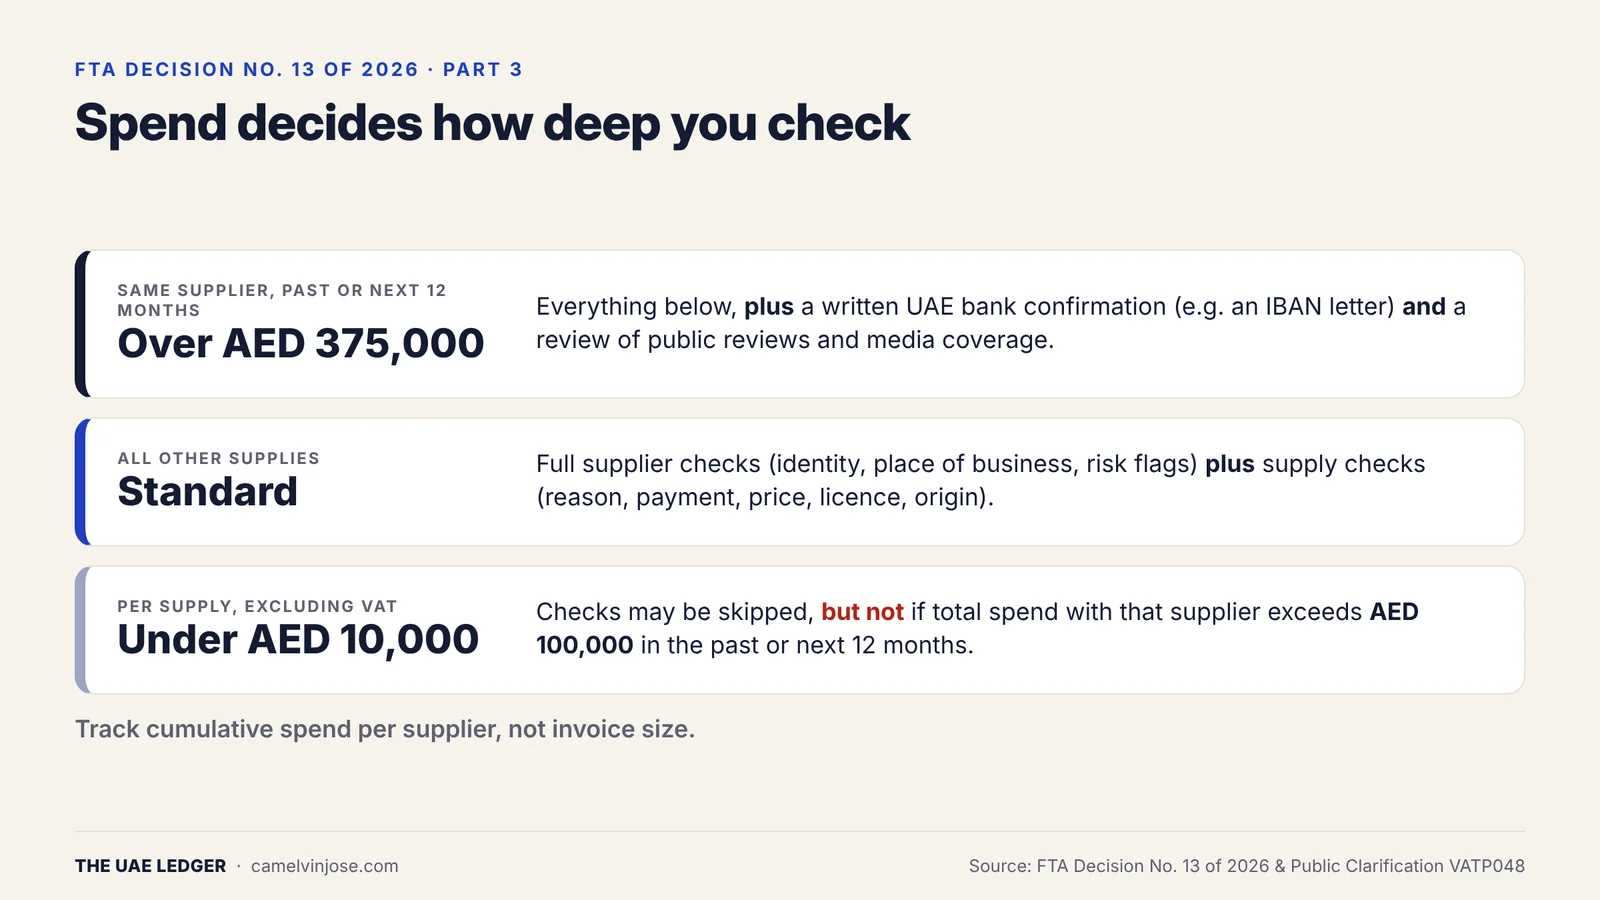 FTA DECISION NO. 13 OF 2026 · PART 3
Spend decides how deep you check
SAME SUPPLIER, PAST OR NEXT 12
MONTHS
Over AED 375,000
Everything below, plus a written UAE bank confirmation (e.g. an IBAN letter) and a
review of public reviews and media coverage.
ALL OTHER SUPPLIES
Standard
Full supplier checks (identity, place of business, risk flags) plus supply checks
(reason, payment, price, licence, origin).
PER SUPPLY, EXCLUDING VAT
Under AED 10,000
Checks may be skipped, but not if total spend with that supplier exceeds AED
100,000 in the past or next 12 months.
Track cumulative spend per supplier, not invoice size.
THE UAE LEDGER · camelvinjose.com
Source: FTA Decision No. 13 of 2026 & Public Clarification VATP048